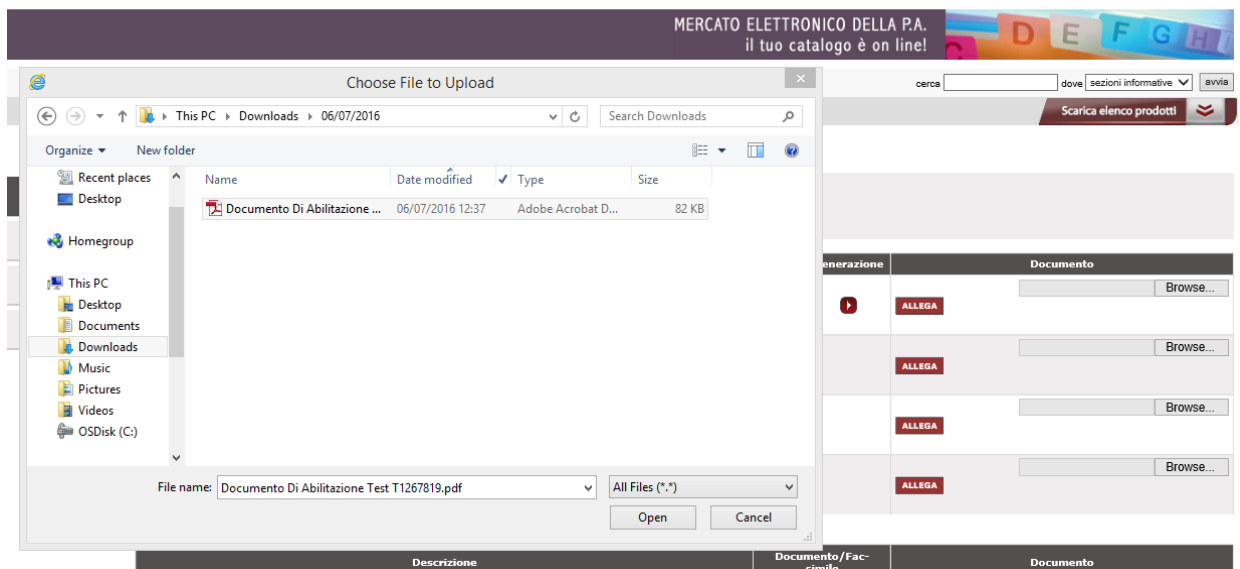 MERCATO ELETTRONICO DELLA P.A.
il tuo catalogo è on line!
C D E F G H I
Choose File to Upload
cerca dove sezioni informative avvia
This PC Downloads 06/07/2016 Search Downloads
Scarica elenco prodotti
Organize New folder
Recent places
Desktop
Homegroup
This PC
Desktop
Documents
Downloads
Music
Pictures
Videos
OSDisk (C:)
Name Date modified Type Size
Documento Di Abilitazione ... 06/07/2016 12:37 Adobe Acrobat D... 82 KB
File name: Documento Di Abilitazione Test T1267819.pdf All Files (*.*)
Open Cancel
enerazione Documento
ALLEGA Browse...
ALLEGA Browse...
ALLEGA Browse...
ALLEGA Browse...
Descrizione Documento/Fac-simile Documento